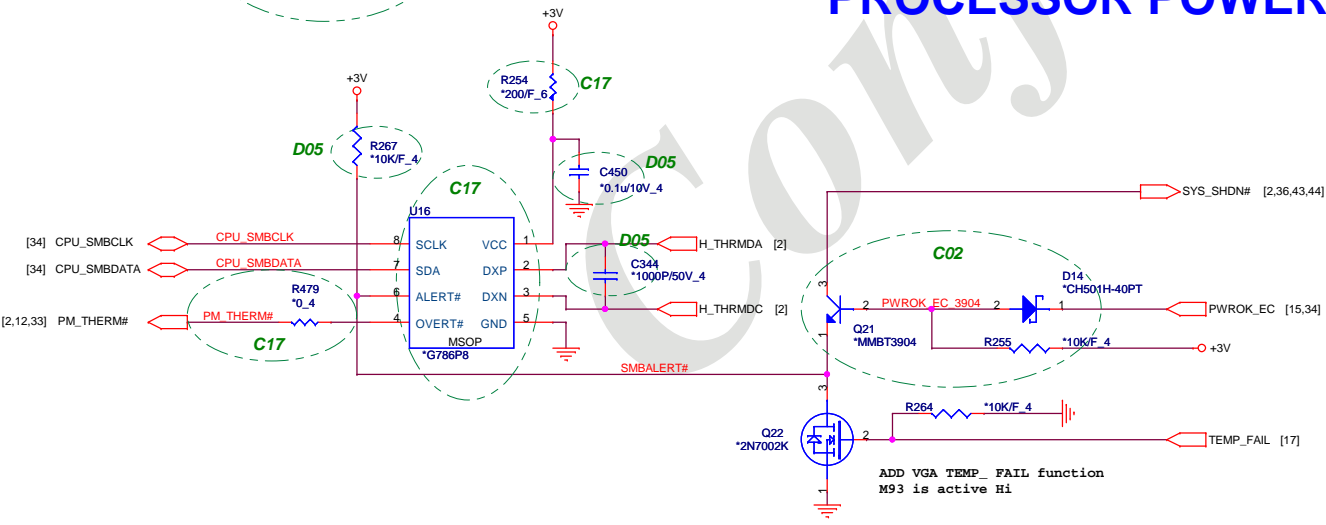 PROCESSOR POWER
+3V
+3V
R254
*200/F_6
C17
D05
R267
*10K/F_4
C450
*0.1u/10V_4
D05
C17
U16
[34] CPU_SMBCLK
CPU_SMBCLK
8
SCLK
VCC
1
[34] CPU_SMBDATA
CPU_SMBDATA
7
SDA
DXP
2
6
ALERT#
DXN
3
[2,12,33] PM_THERM#
PM_THERM#
R479
*0_4
C17
4
OVERT#
GND
5
MSOP
*G786P8
D05
C344
*1000P/50V_4
H_THRMDA [2]
H_THRMDC [2]
SMBALERT#
SYS_SHDN# [2,36,43,44]
C02
3
2
PWROK_EC_3904
2
D14
*CH501H-40PT
1
PWROK_EC [15,34]
1
Q21
*MMBT3904
R255
*10K/F_4
+3V
3
R264
*10K/F_4
Q22
*2N7002K
2
TEMP_FAIL [17]
1
ADD VGA TEMP_ FAIL function
M93 is active Hi